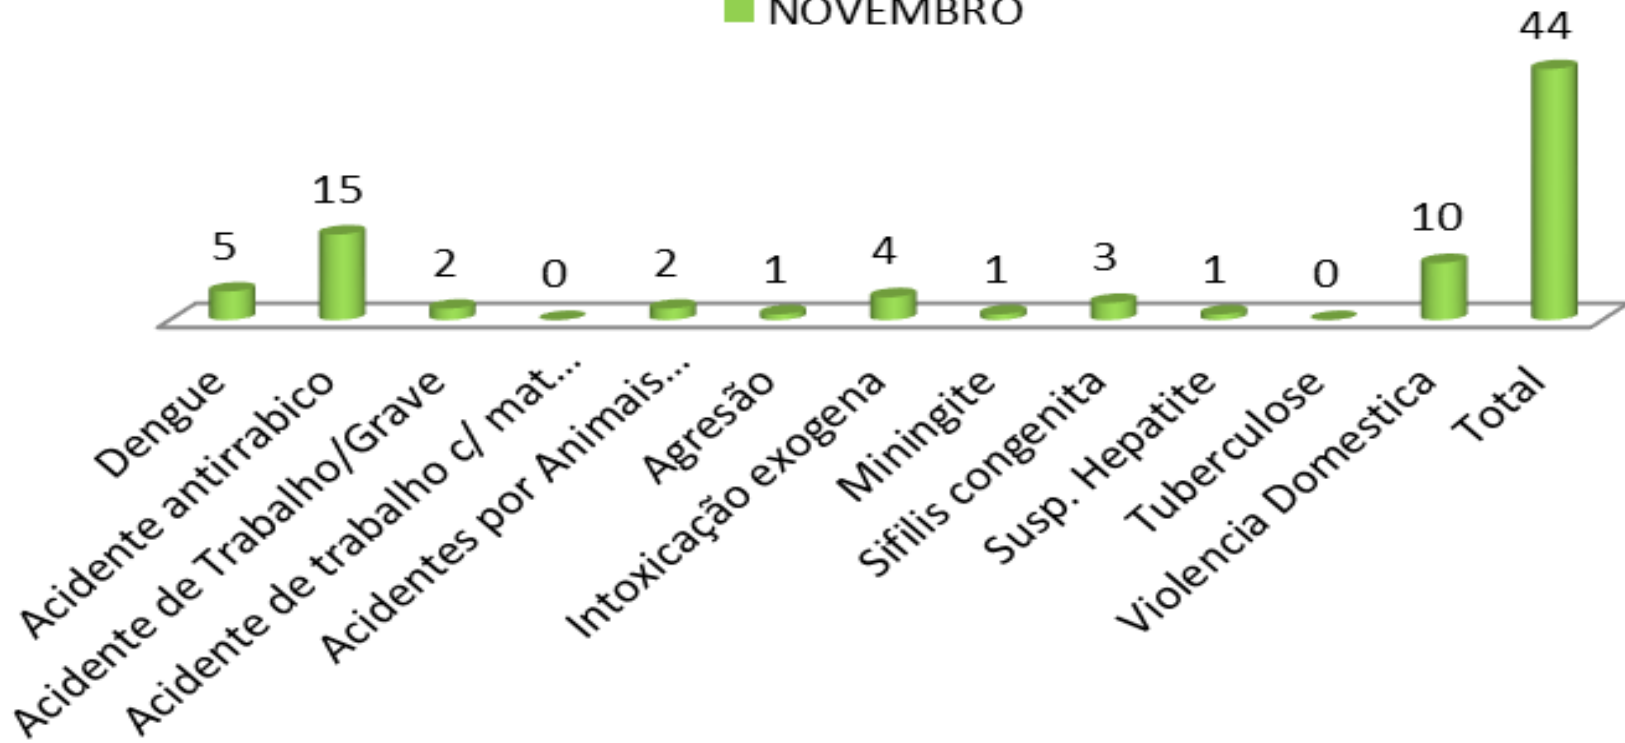 NOVEMBRO
44
15
5
2
0
2
1
4
1
3
1
0
10
Dengue
Acidente antirrabico
Acidente de Trabalho/Grave
Acidente de trabalho c/ mat...
Acidentes por Animais...
Agresão
Intoxicação exogena
Miningite
Sifilis congenita
Susp. Hepatite
Tuberculose
Violencia Domestica
Total